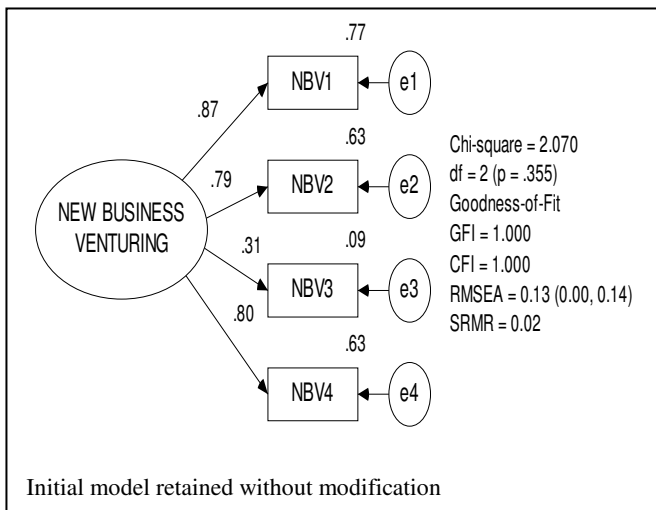 .77
NBV1
e1
.87
.63
Chi-square = 2.070
df = 2 (p = .355)
Goodness-of-Fit
GFI = 1.000
CFI = 1.000
RMSEA = 0.13 (0.00, 0.14)
SRMR = 0.02
.79
NBV2
e2
NEW BUSINESS
VENTURING
.31
.09
NBV3
e3
.80
.63
NBV4
e4
Initial model retained without modification